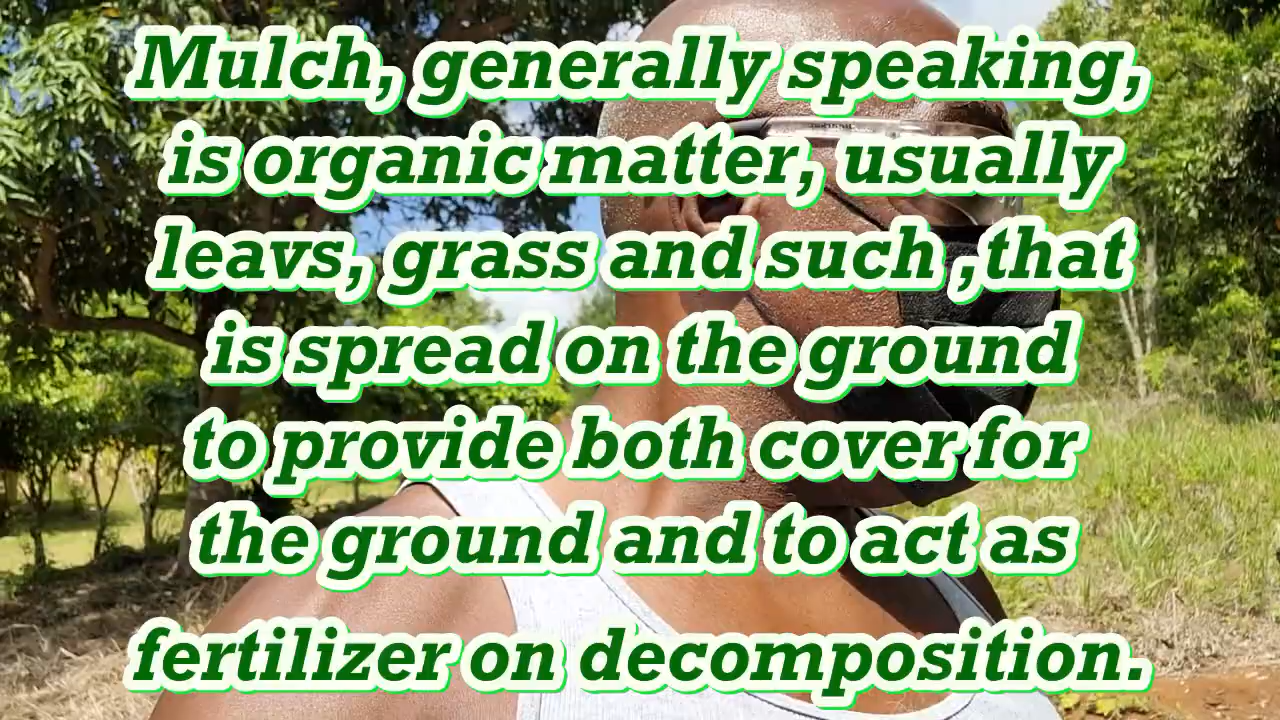 Mulch, generally speaking,
is organic matter, usually
leavs, grass and such ,that
is spread on the ground
to provide both cover for
the ground and to act as
fertilizer on decomposition.